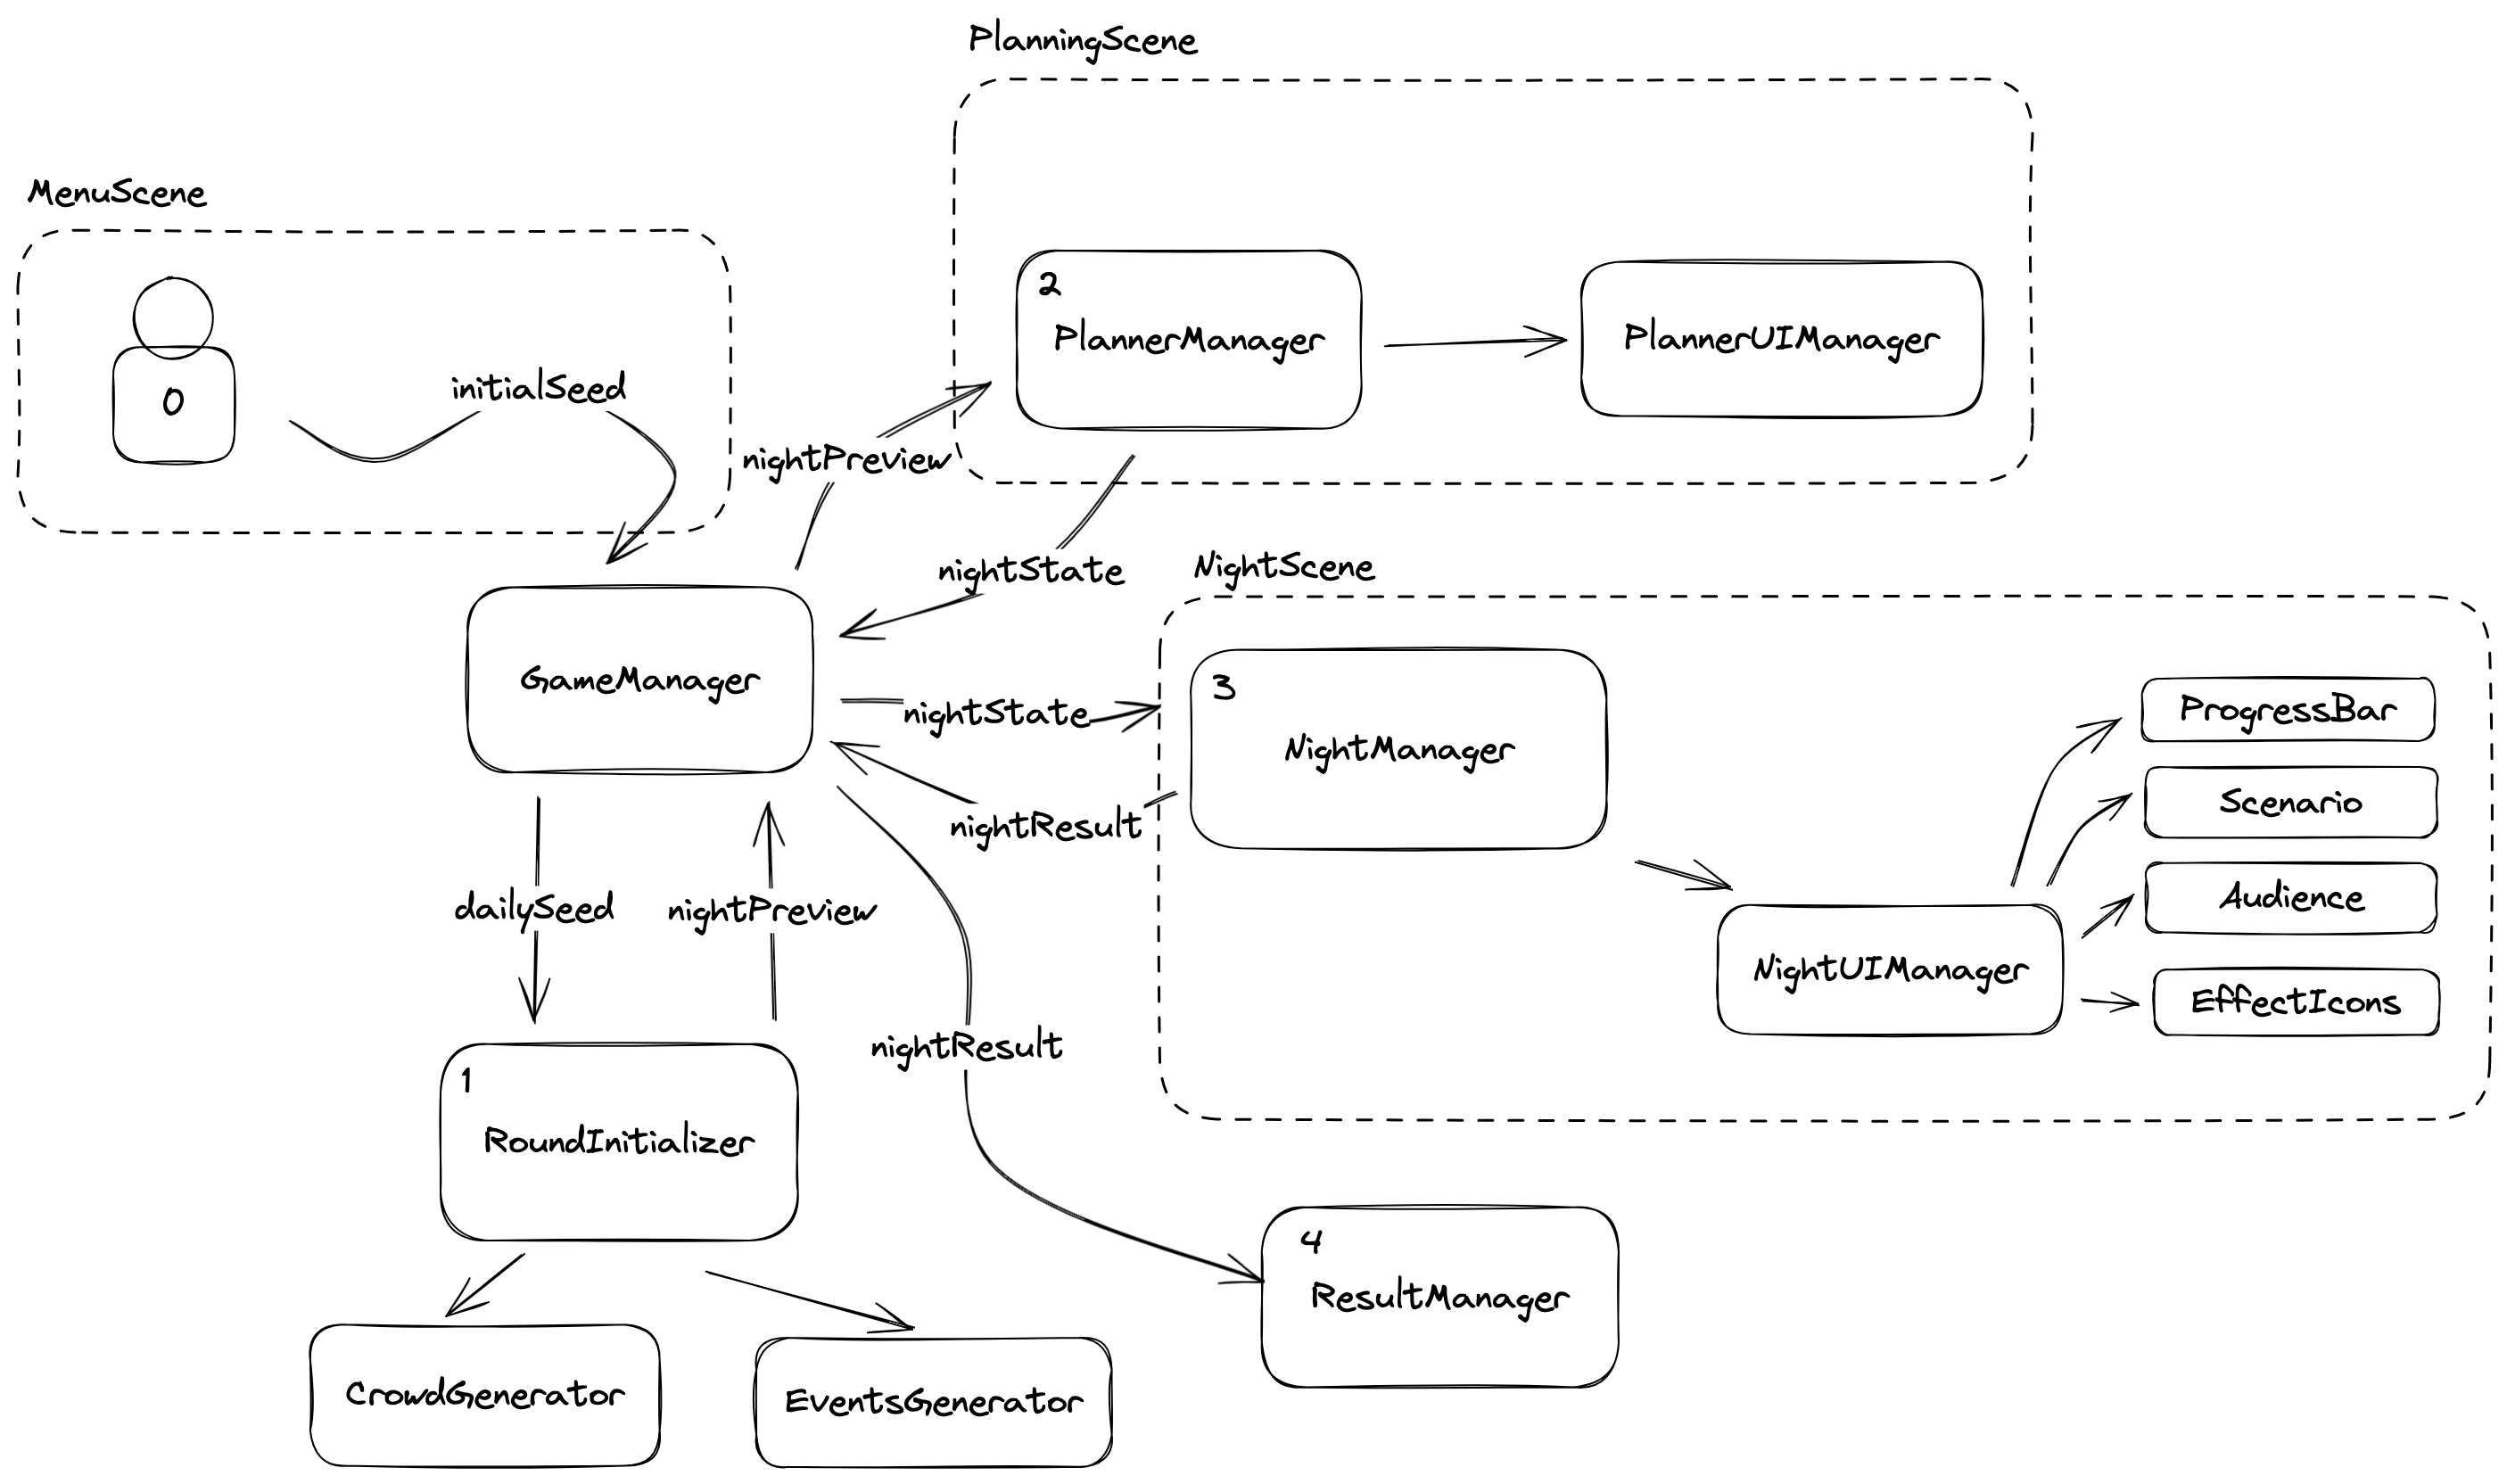 PlanningScene
MenuScene
2
PlannerManager
PlannerUIManager
0
initialSeed
nightPreview
nightState
NightScene
GameManager
nightState
3
NightManager
ProgressBar
Scenario
nightResult
Audience
dailySeed
nightPreview
NightUIManager
EffectIcons
nightResult
1
RoundInitializer
4
ResultManager
CrowdGenerator
EventsGenerator